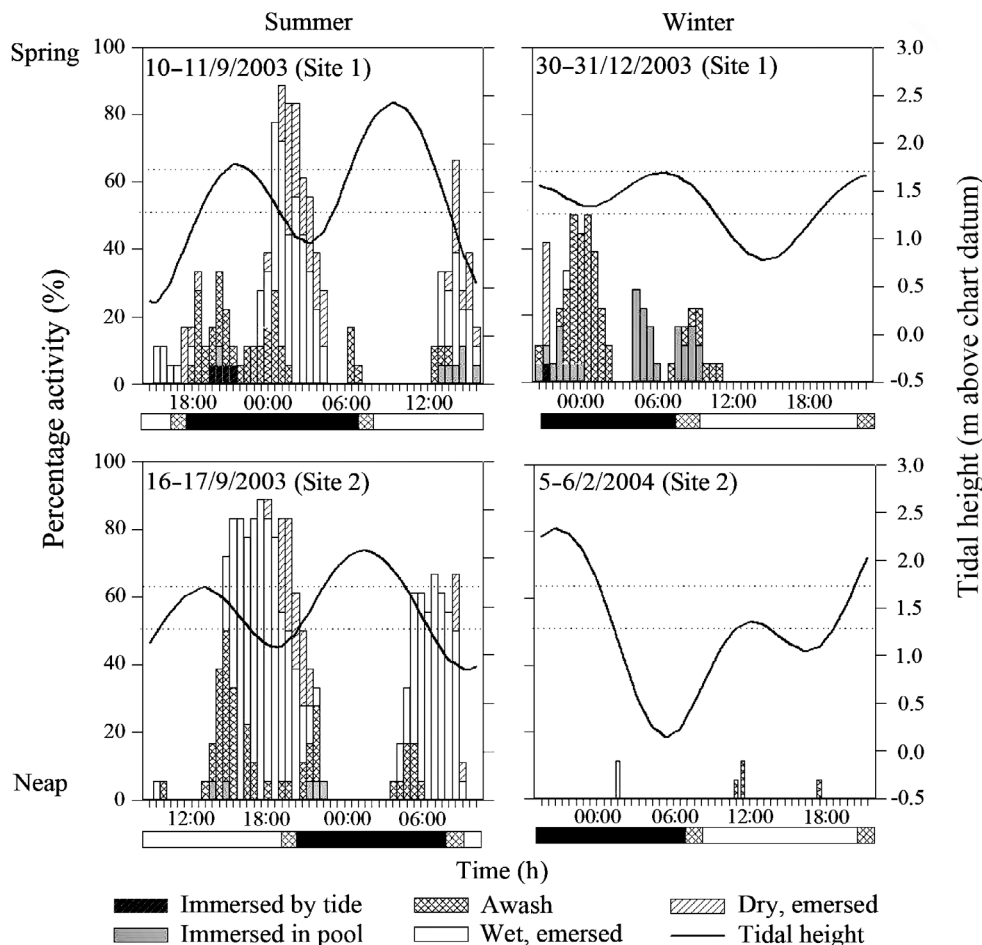 Summer
Winter
Spring
100
80
60
40
20
0
10–11/9/2003 (Site 1)
18:00 00:00 06:00 12:00
30–31/12/2003 (Site 1)
00:00 06:00 12:00 18:00
3.0
2.5
2.0
1.5
1.0
0.5
0.0
-0.5
Percentage activity (%)
Tidal height (m above chart datum)
100
80
60
40
20
0
Neap
16–17/9/2003 (Site 2)
12:00 18:00 00:00 06:00
5–6/2/2004 (Site 2)
00:00 06:00 12:00 18:00
3.0
2.5
2.0
1.5
1.0
0.5
0.0
-0.5
Time (h)
Immersed by tide
Awash
Dry, emersed
Immersed in pool
Wet, emersed
Tidal height